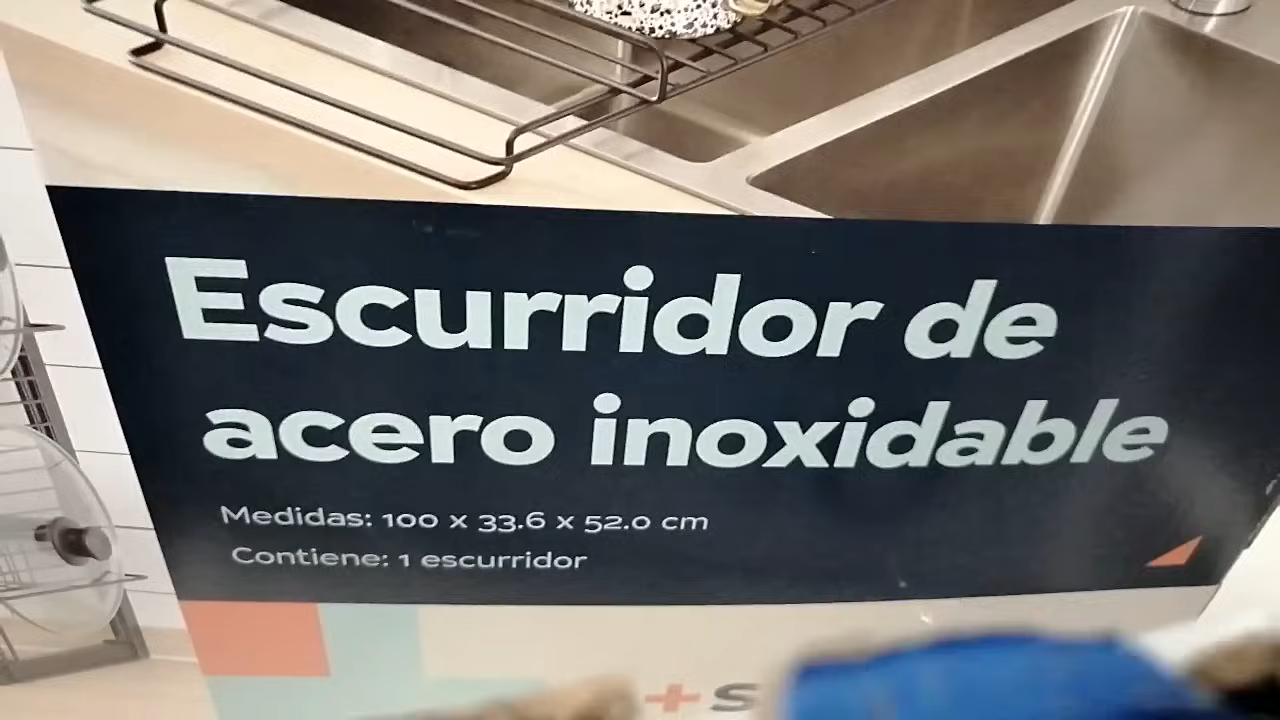 Escurridor de
acero inoxidable
Medidas: 100 x 33.6 x 52.0 cm
Contiene: 1 escurridor